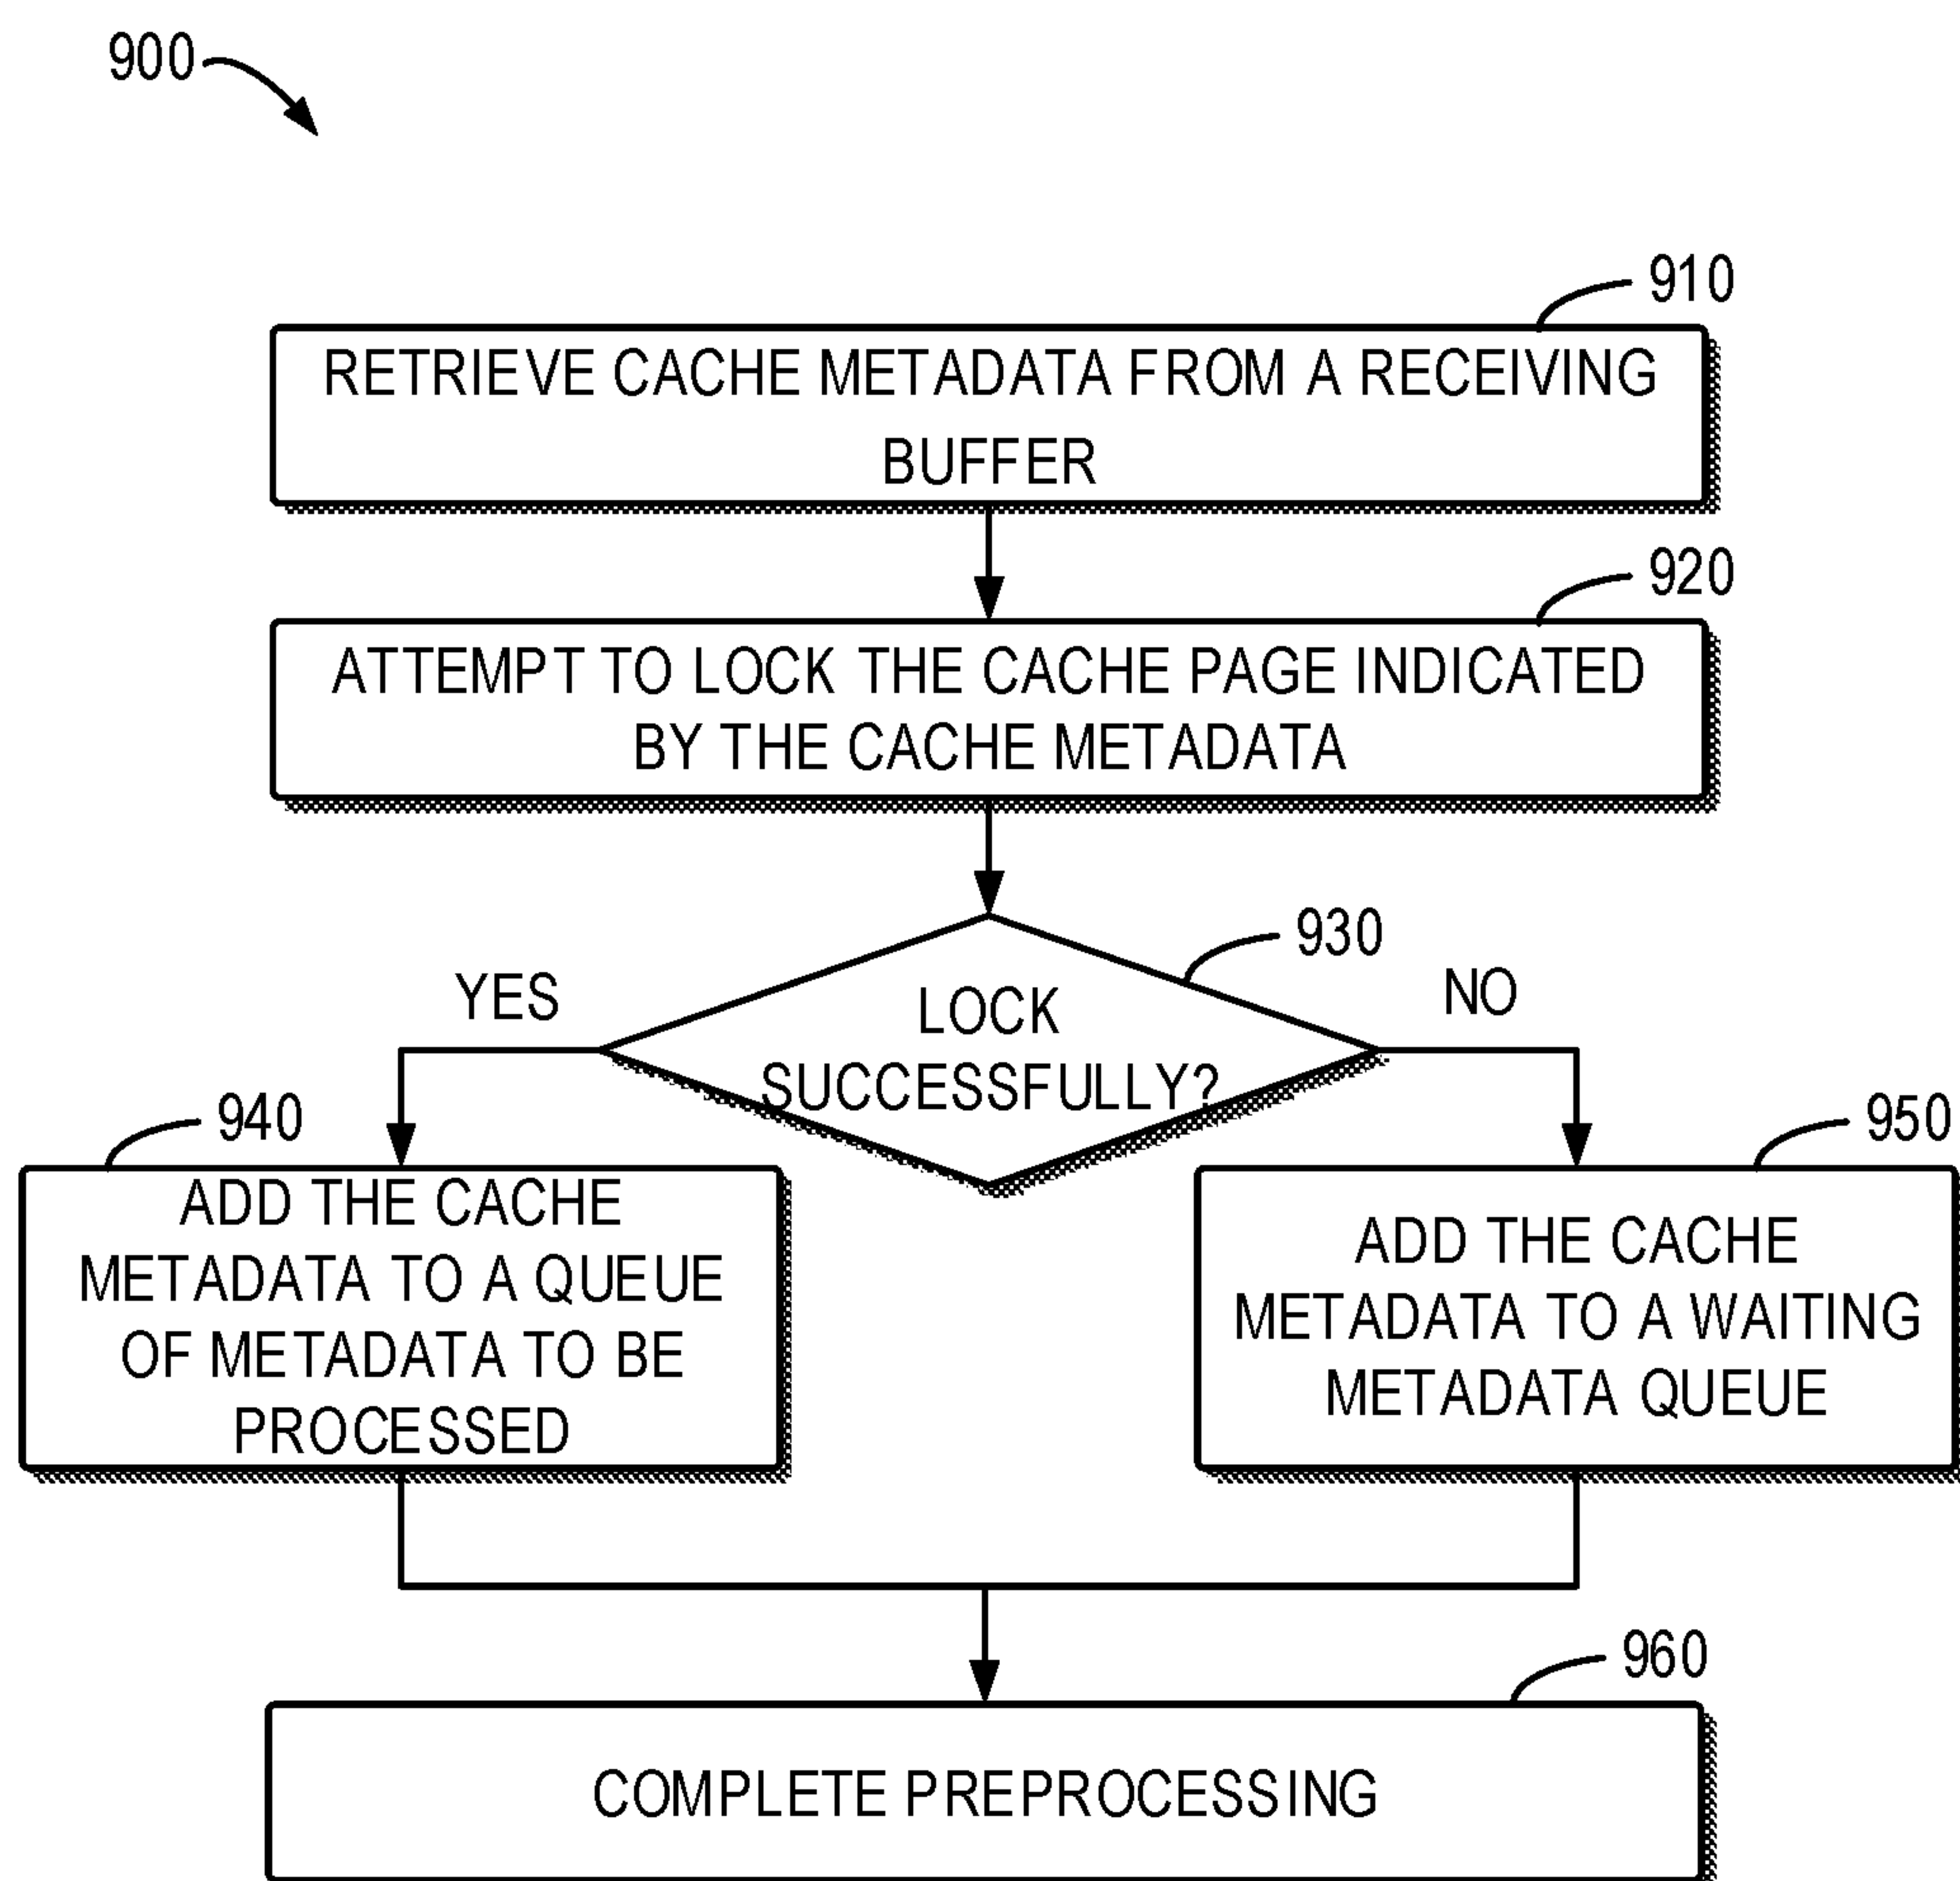 900
910
RETRIEVE CACHE METADATA FROM A RECEIVING
BUFFER
920
ATTEMPT TO LOCK THE CACHE PAGE INDICATED
BY THE CACHE METADATA
930
YES
NO
LOCK
SUCCESSFULLY?
940
ADD THE CACHE
METADATA TO A QUEUE
OF METADATA TO BE
PROCESSED
950
ADD THE CACHE
METADATA TO A WAITING
METADATA QUEUE
960
COMPLETE PREPROCESSING